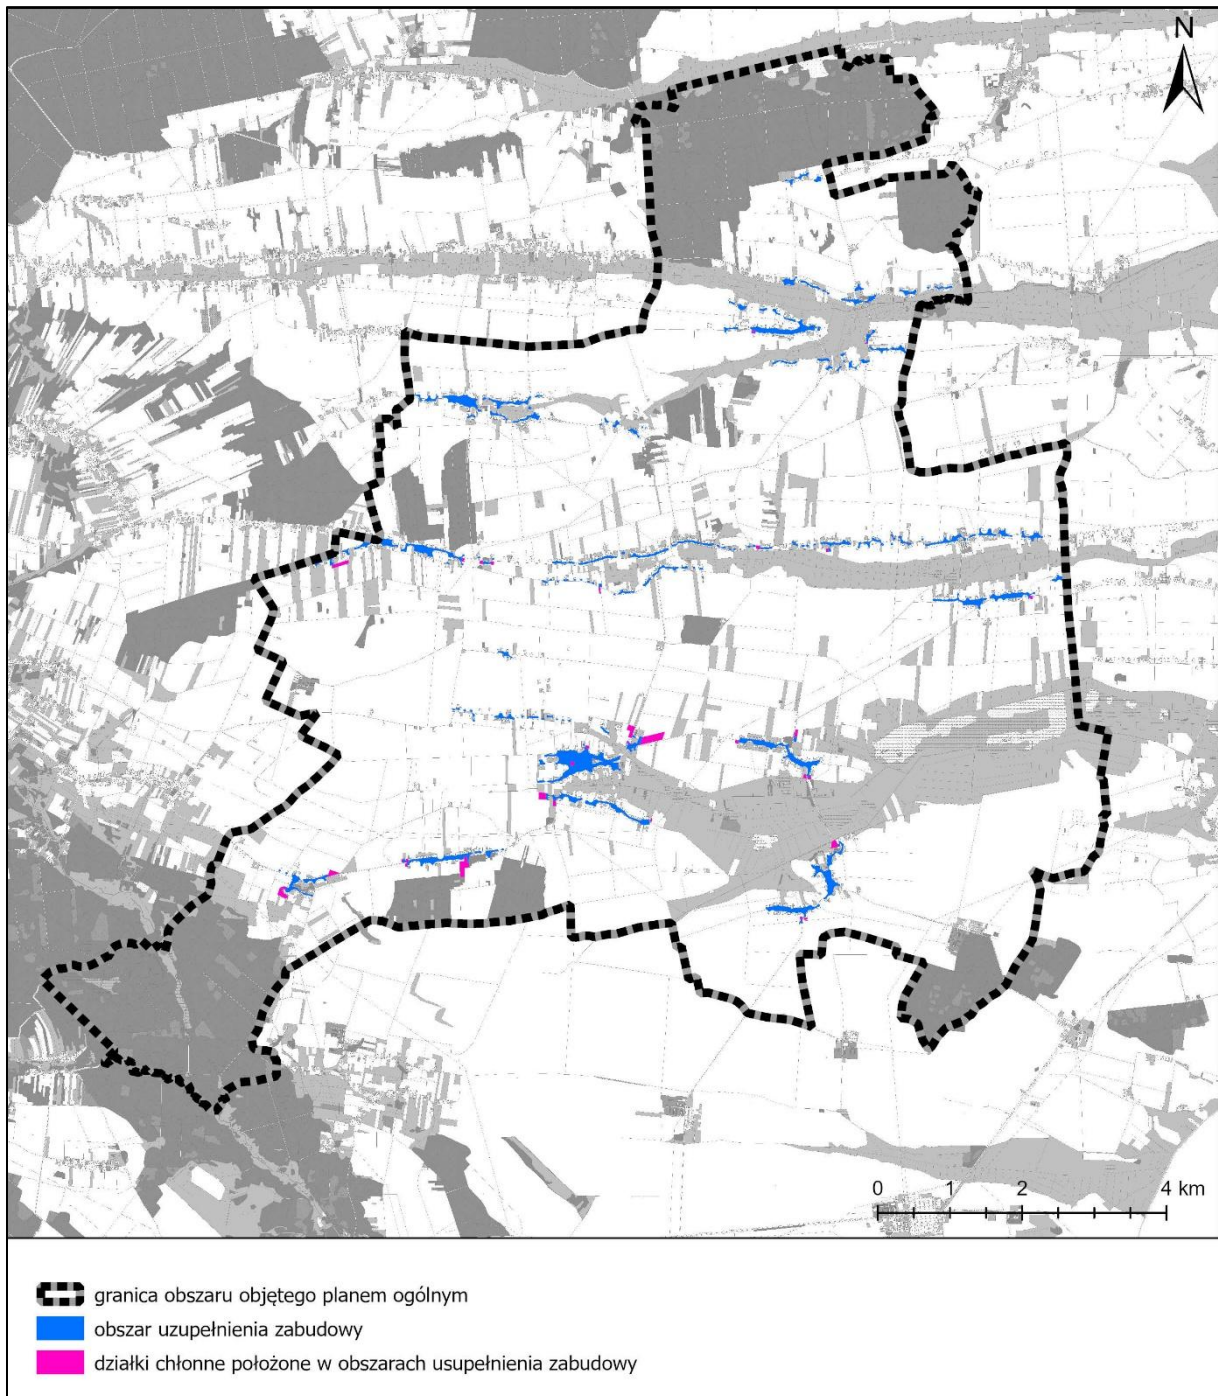 N
0 1 2 4 km
granica obszaru objętego planem ogólnym
obszar uzupełnienia zabudowy
działki chłonne położone w obszarach usupełnienia zabudowy